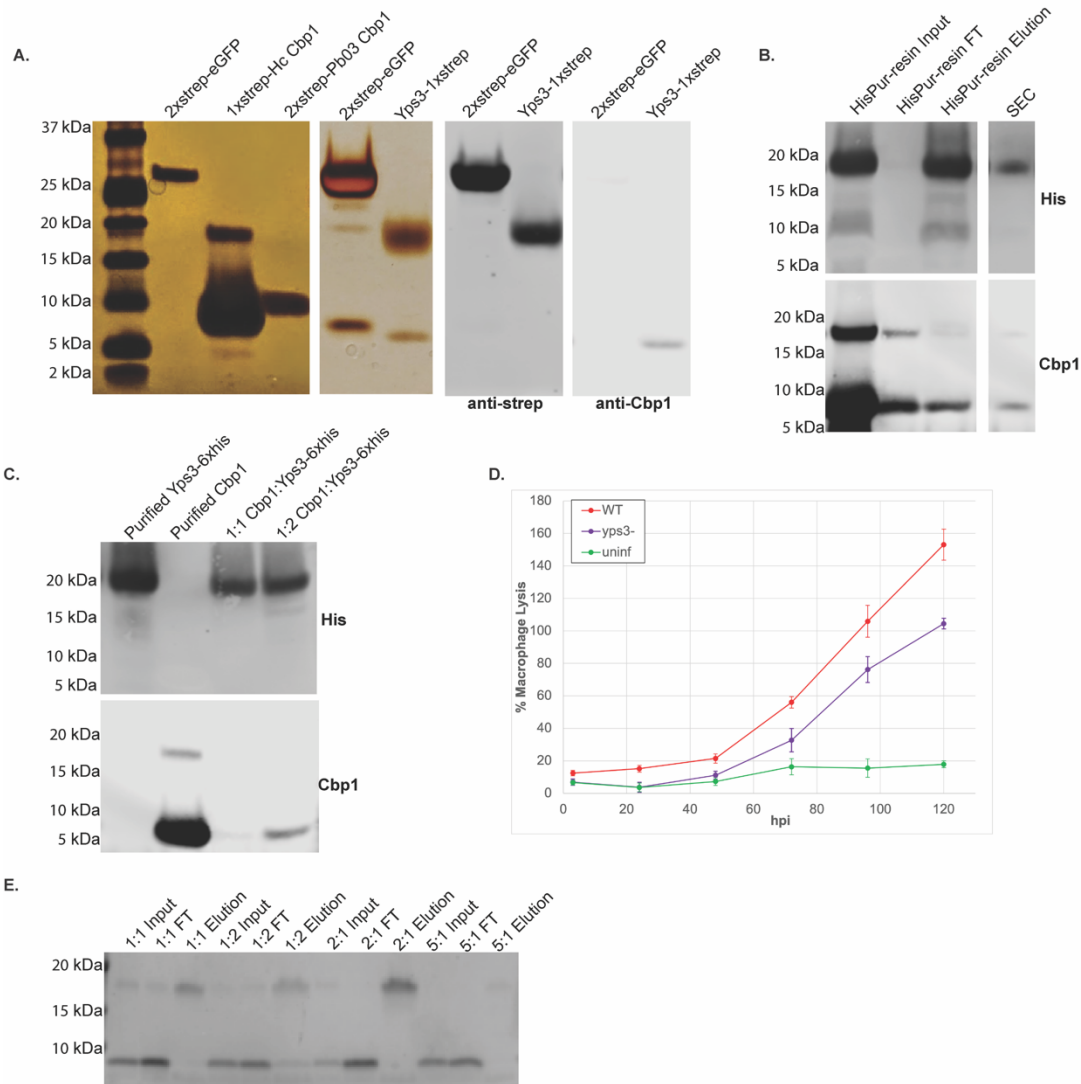 A.
2xstrep-eGFP
1xstrep-Hc Cbp1
2xstrep-Pb03 Cbp1
2xstrep-eGFP
Yps3-1xstrep
2xstrep-eGFP
Yps3-1xstrep
2xstrep-eGFP
Yps3-1xstrep
37 kDa
25 kDa
20 kDa
15 kDa
10 kDa
5 kDa
2 kDa
anti-strep
anti-Cbp1
B.
HisPur-resin Input
HisPur-resin FT
HisPur-resin Elution
SEC
20 kDa
15 kDa
10 kDa
5 kDa
His
20 kDa
15 kDa
10 kDa
5 kDa
Cbp1
C.
Purified Yps3-6xhis
Purified Cbp1
1:1 Cbp1:Yps3-6xhis
1:2 Cbp1:Yps3-6xhis
20 kDa
15 kDa
10 kDa
5 kDa
His
20 kDa
15 kDa
10 kDa
5 kDa
Cbp1
D.
% Macrophage Lysis
180
160
140
120
100
80
60
40
20
0
WT
yps3-
uninf
0 20 40 60 80 100 120
hpi
E.
1:1 Input
1:1 FT
1:1 Elution
1:2 Input
1:2 FT
1:2 Elution
2:1 Input
2:1 FT
2:1 Elution
5:1 Input
5:1 FT
5:1 Elution
20 kDa
15 kDa
10 kDa